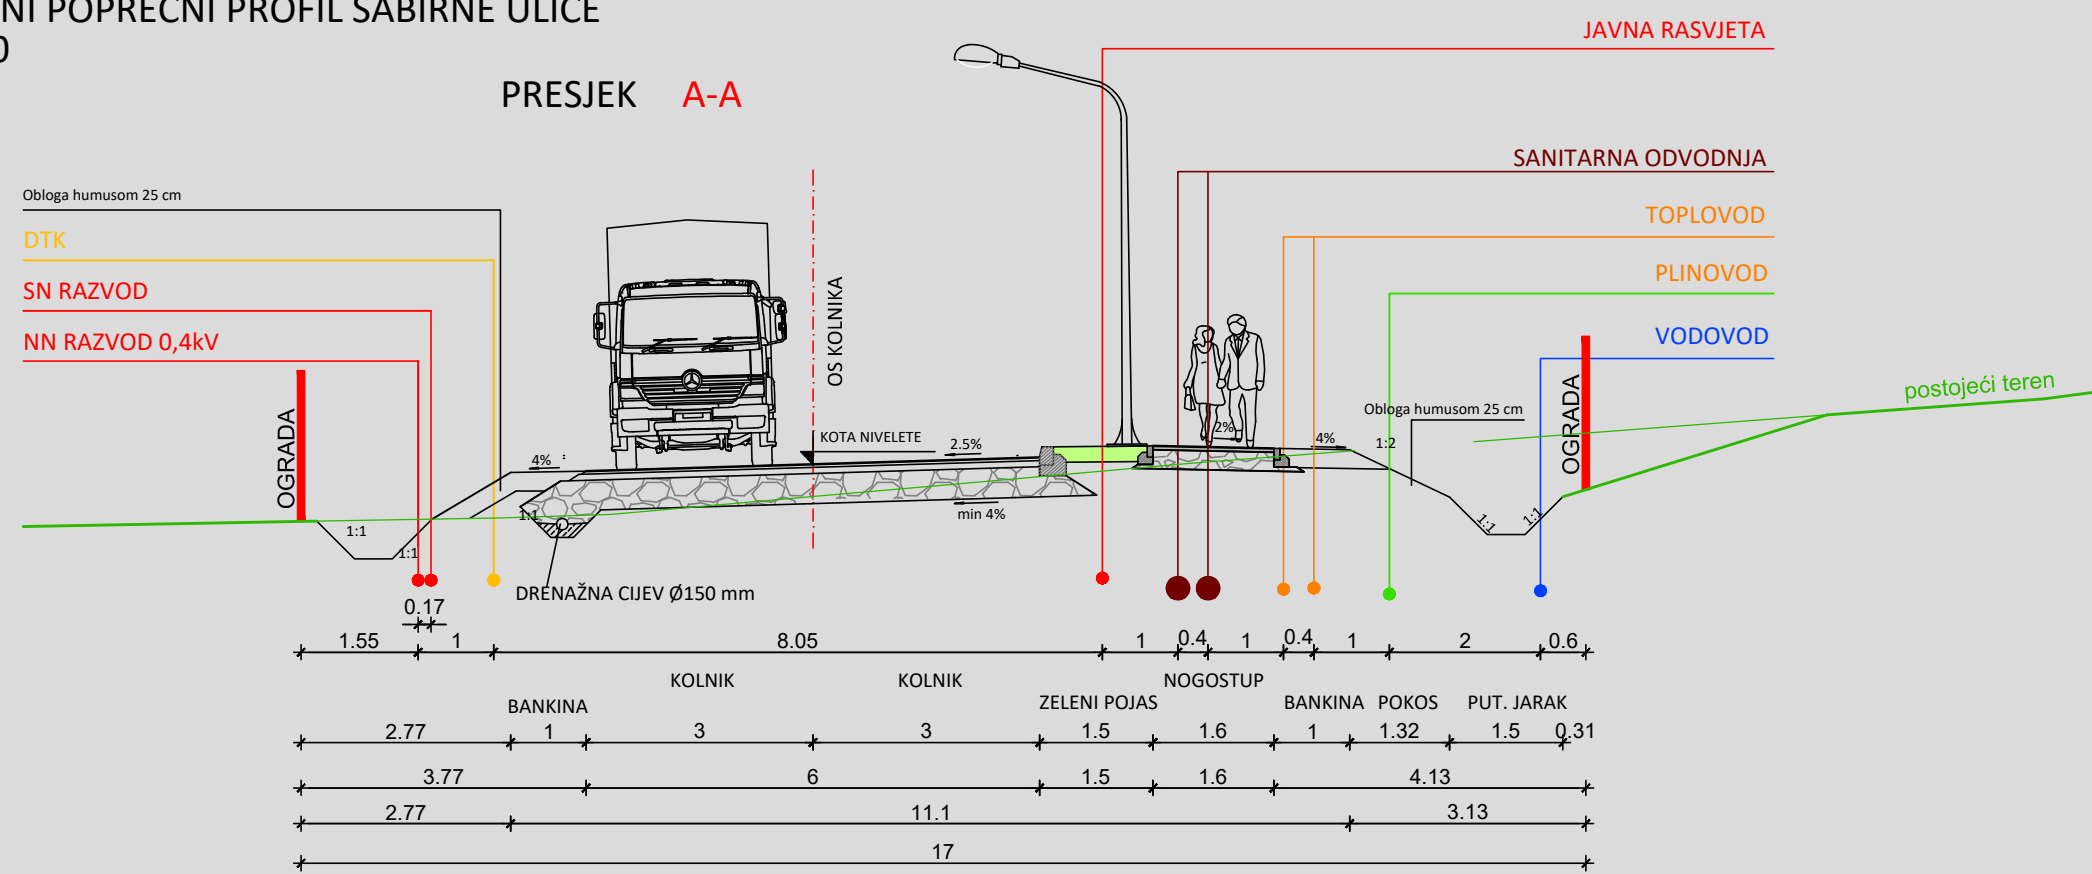 NI POPREČNI PROFIL SABIRNE ULICE
0
PRESJEK A-A
JAVNA RASVJETA
SANITARNA ODVODNJA
TOPLOVOD
PLINOVOD
VODOVOD
Obloga humusom 25 cm
DTK
SN RAZVOD
NN RAZVOD 0,4kV
OGRADA
OS KOLNIKA
KOTA NIVELETE
2.5%
4%
2%
4%
Obloga humusom 25 cm
1:2
OGRADA
postojeći teren
1:1
1:1
1:1
min 4%
1:1
1:1
DRENAŽNA CIJEV Ø150 mm
0.17
1.55 1 8.05 1 0.4 1 0.4 1 2 0.6
KOLNIK KOLNIK NOGOSTUP
BANKINA ZELENI POJAS BANKINA POKOS PUT. JARAK
2.77 1 3 3 1.5 1.6 1 1.32 1.5 0.31
3.77 6 1.5 1.6 4.13
2.77 11.1 3.13
17